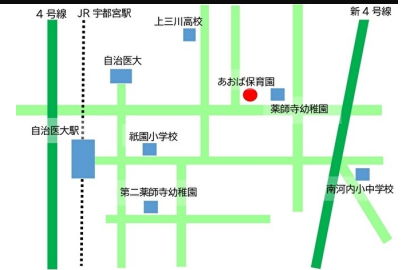 4号線
JR 宇都宮駅
新4号線
上三川高校
自治医大
あおば保育園
薬師寺幼稚園
自治医大駅
祇園小学校
第二薬師寺幼稚園
南河内小中学校